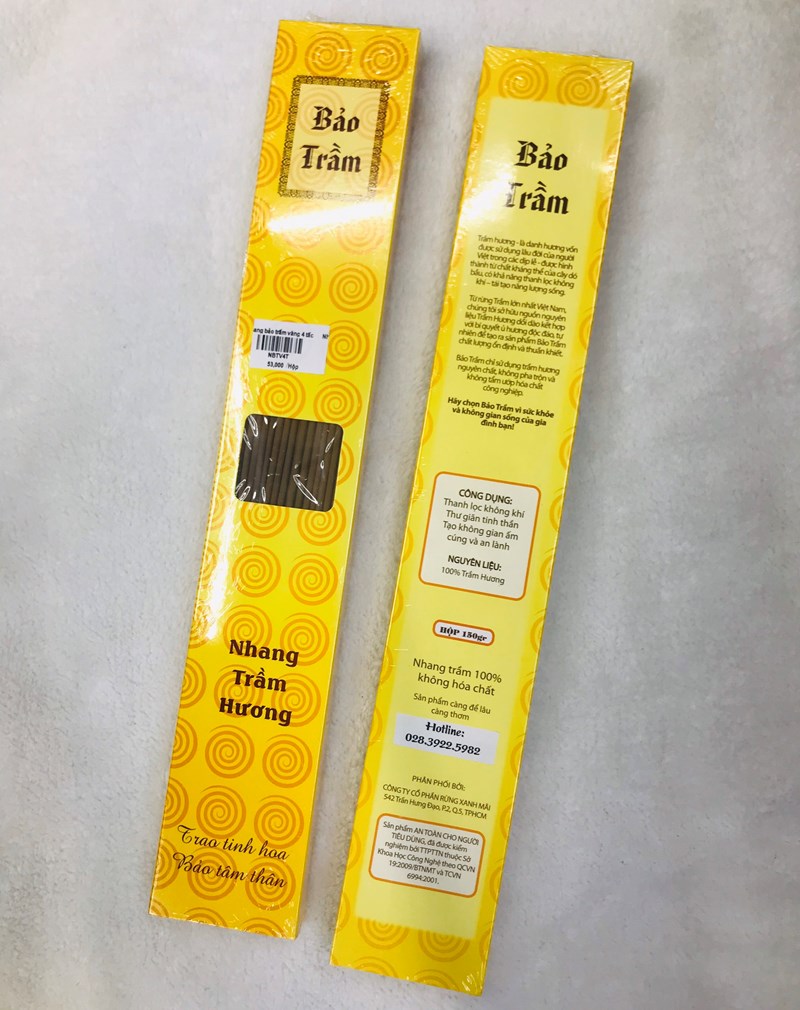 Bảo
Trầm
ang bảo trầm vàng 4 tấc
NBTV4T
53,000 /Hộp
Nhang
Trầm
Hương
Trao tinh hoa
Bảo tâm thân
Bảo
Trầm
Trầm hương - là danh hương vốn
được sử dụng lâu đời của người
Việt trong các dịp lễ - được hình
thành từ chất kháng thể của cây dó
bầu, có khả năng thanh lọc không
khí – tái tạo năng lượng sống.
Từ rừng Trầm lớn nhất Việt Nam,
chúng tôi sở hữu nguồn nguyên
liệu Trầm Hương dồi dào kết hợp
với bí quyết ủ hương độc đáo, tự
nhiên để tạo ra sản phẩm Bảo Trầm
chất lượng ổn định và thuần khiết.
Bảo Trầm chỉ sử dụng trầm hương
nguyên chất, không pha trộn và
không tẩm ướp hóa chất
công nghiệp.
Hãy chọn Bảo Trầm vì sức khỏe
và không gian sống của gia
đình bạn!
CÔNG DỤNG:
Thanh lọc không khí
Thư giãn tinh thần
Tạo không gian ấm
cúng và an lành
NGUYÊN LIỆU:
100% Trầm Hương
HỘP 150gr
Nhang trầm 100%
không hóa chất
Sản phẩm càng để lâu
càng thơm
Hotline:
028.3922.5982
PHÂN PHỐI BỞI:
CÔNG TY CỔ PHẦN RỪNG XANH MÃI
542 Trần Hưng Đạo, P.2, Q.5, TPHCM
Sản phẩm AN TOÀN CHO NGƯỜI
TIÊU DÙNG, đã được kiểm
nghiệm bởi TTPTTN thuộc Sở
Khoa Học Công Nghệ theo QCVN
19:2009/BTNMT và TCVN
6994:2001.